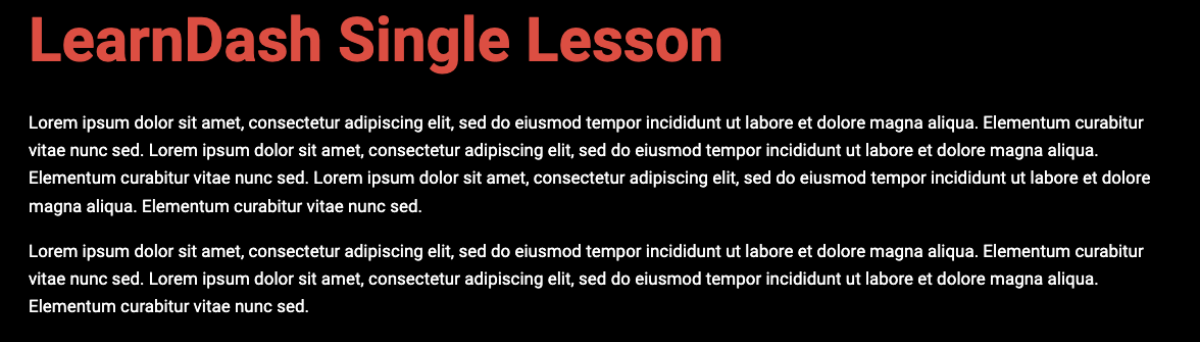 LearnDash Single Lesson
Lorem ipsum dolor sit amet, consectetur adipiscing elit, sed do eiusmod tempor incididunt ut labore et dolore magna aliqua. Elementum curabitur
vitae nunc sed. Lorem ipsum dolor sit amet, consectetur adipiscing elit, sed do eiusmod tempor incididunt ut labore et dolore magna aliqua.
Elementum curabitur vitae nunc sed. Lorem ipsum dolor sit amet, consectetur adipiscing elit, sed do eiusmod tempor incididunt ut labore et dolore
magna aliqua. Elementum curabitur vitae nunc sed.
Lorem ipsum dolor sit amet, consectetur adipiscing elit, sed do eiusmod tempor incididunt ut labore et dolore magna aliqua. Elementum curabitur
vitae nunc sed. Lorem ipsum dolor sit amet, consectetur adipiscing elit, sed do eiusmod tempor incididunt ut labore et dolore magna aliqua.
Elementum curabitur vitae nunc sed.